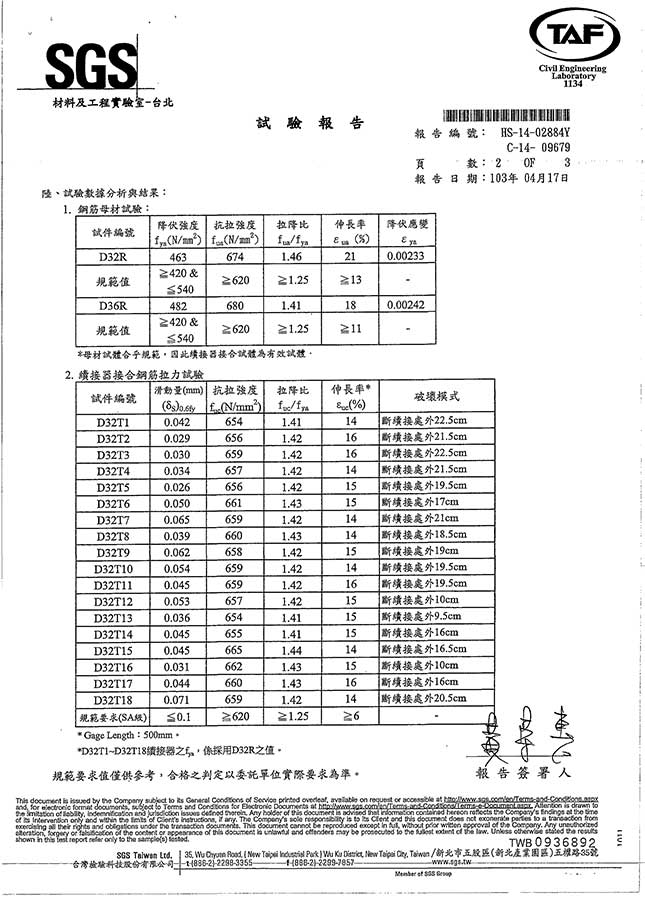 SGS
材料及工程實驗室-台北
TAF
Civil Engineering
Laboratory
1134
試驗報告
報告編號: HS-14-02884Y
C-14- 09679
頁 數: 2 OF 3
報告日期:103年 04月17日
陸、試驗數據分析與結果:
1. 鋼筋母材試驗:
試件編號 降伏強度 fya(N/mm²) 抗拉強度 fua(N/mm²) 拉降比 fua/fya 伸長率 εua (%) 降伏應變 εya
D32R 463 674 1.46 21 0.00233
規範值 ≧420 & ≦540 ≧620 ≧1.25 ≧13 -
D36R 482 680 1.41 18 0.00242
規範值 ≧420 & ≦540 ≧620 ≧1.25 ≧11 -
*母材試體合乎規範,因此續接器接合試體為有效試體。
2. 續接器接合鋼筋拉力試驗
試件編號 滑動量(mm) (δs)0.6fy 抗拉強度 fuc(N/mm²) 拉降比 fuc/fya 伸長率* εuc(%) 破壞模式
D32T1 0.042 654 1.41 14 斷續接處外22.5cm
D32T2 0.029 656 1.42 16 斷續接處外21.5cm
D32T3 0.030 659 1.42 16 斷續接處外22.5cm
D32T4 0.034 657 1.42 14 斷續接處外21.5cm
D32T5 0.026 656 1.42 15 斷續接處外19.5cm
D32T6 0.050 661 1.43 15 斷續接處外17cm
D32T7 0.065 659 1.42 14 斷續接處外21cm
D32T8 0.039 660 1.43 14 斷續接處外18.5cm
D32T9 0.062 658 1.42 15 斷續接處外19cm
D32T10 0.054 659 1.42 14 斷續接處外19.5cm
D32T11 0.045 659 1.42 16 斷續接處外19.5cm
D32T12 0.053 657 1.42 15 斷續接處外10cm
D32T13 0.036 654 1.41 15 斷續接處外9.5cm
D32T14 0.045 655 1.41 15 斷續接處外16cm
D32T15 0.045 665 1.44 14 斷續接處外16.5cm
D32T16 0.031 662 1.43 15 斷續接處外10cm
D32T17 0.044 660 1.43 16 斷續接處外16cm
D32T18 0.071 659 1.42 14 斷續接處外20.5cm
規範要求(SA級) ≦0.1 ≧620 ≧1.25 ≧6 -
* Gage Length:500mm。
*D32T1~D32T18續接器之fya,係採用D32R之值。
規範要求值僅供參考,合格之判定以委託單位實際要求為準。
報告簽署人
This document is issued by the Company subject to its General Conditions of Service printed overleaf, available on request or accessible at http://www.sgs.com/en/Terms-and-Conditions.aspx
and, for electronic format documents, subject to Terms and Conditions for Electronic Documents at http://www.sgs.com/en/Terms-and-Conditions/Terms-e-Document.aspx. Attention is drawn to
the limitation of liability, indemnification and jurisdiction issues defined therein. Any holder of this document is advised that information contained hereon reflects the Company's findings at the time
of its intervention only and within the limits of Client's instructions, if any. The Company's sole responsibility is to its Client and this document does not exonerate parties to a transaction from
exercising all their rights and obligations under the transaction documents. This document cannot be reproduced except in full, without prior written approval of the Company. Any unauthorized
alteration, forgery or falsification of the content or appearance of this document is unlawful and offenders may be prosecuted to the fullest extent of the law. Unless otherwise stated the results
shown in this test report refer only to the sample(s) tested.
TWB 0936892
SGS Taiwan Ltd. 35, Wu Chyuan Road, ( New Taipei Industrial Park ) Wu Ku District, New Taipei City, Taiwan /新北市五股區(新北產業園區)五權路35號
台灣檢驗科技股份有限公司 t-(886-2)-2298-3355 f-(886-2)-2299-7857 www.sgs.com
Member of SGS Group